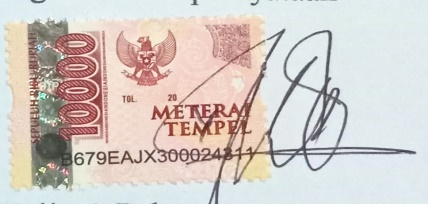 SEPULUH RIBU RUPIAH
10000
TGL. 20
METERAI
TEMPEL
B679EAJX300024311